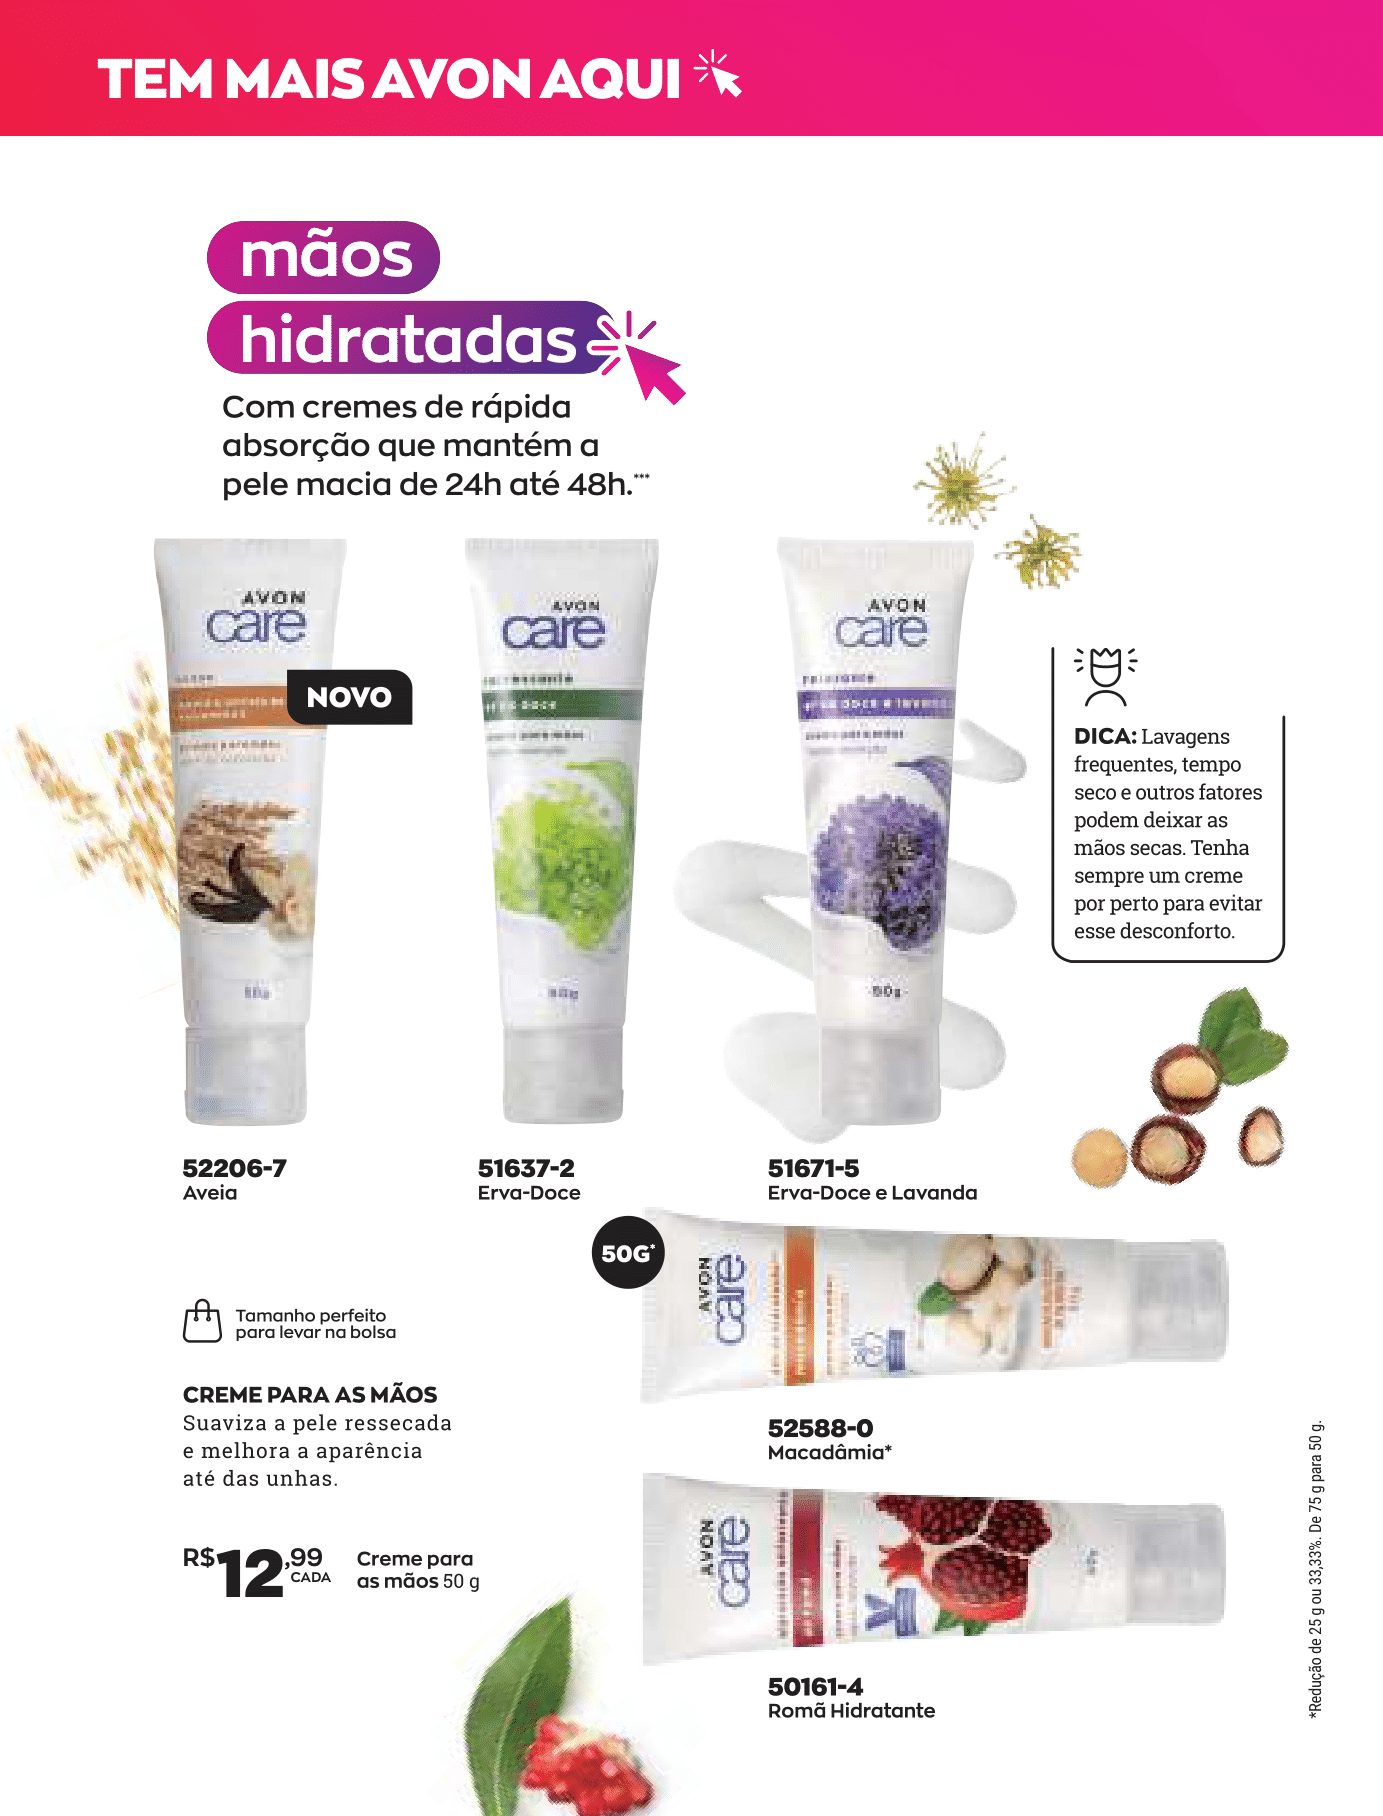 TEM MAIS AVON AQUI
mãos
hidratadas
Com cremes de rápida
absorção que mantém a
pele macia de 24h até 48h.***
AVON
care
NOVO
AVON
care
AVON
care
50g
DICA: Lavagens
frequentes, tempo
seco e outros fatores
podem deixar as
mãos secas. Tenha
sempre um creme
por perto para evitar
esse desconforto.
52206-7
Aveia
51637-2
Erva-Doce
51671-5
Erva-Doce e Lavanda
50G*
AVON
care
Tamanho perfeito
para levar na bolsa
CREME PARA AS MÃOS
Suaviza a pele ressecada
e melhora a aparência
até das unhas.
52588-0
Macadâmia*
AVON
care
R$12,99
CADA
Creme para
as mãos 50 g
50161-4
Romã Hidratante
*Redução de 25 g ou 33,33%. De 75 g para 50 g.